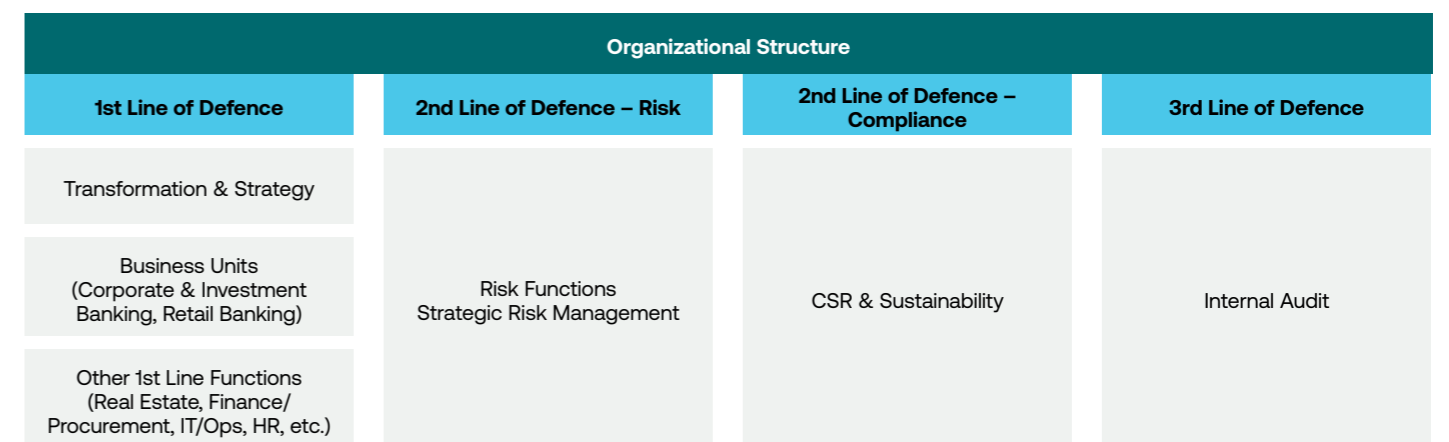 Organizational Structure
1st Line of Defence
2nd Line of Defence – Risk
2nd Line of Defence –
Compliance
3rd Line of Defence
Transformation & Strategy
Business Units
(Corporate & Investment
Banking, Retail Banking)
Other 1st Line Functions
(Real Estate, Finance/
Procurement, IT/Ops, HR, etc.)
Risk Functions
Strategic Risk Management
CSR & Sustainability
Internal Audit